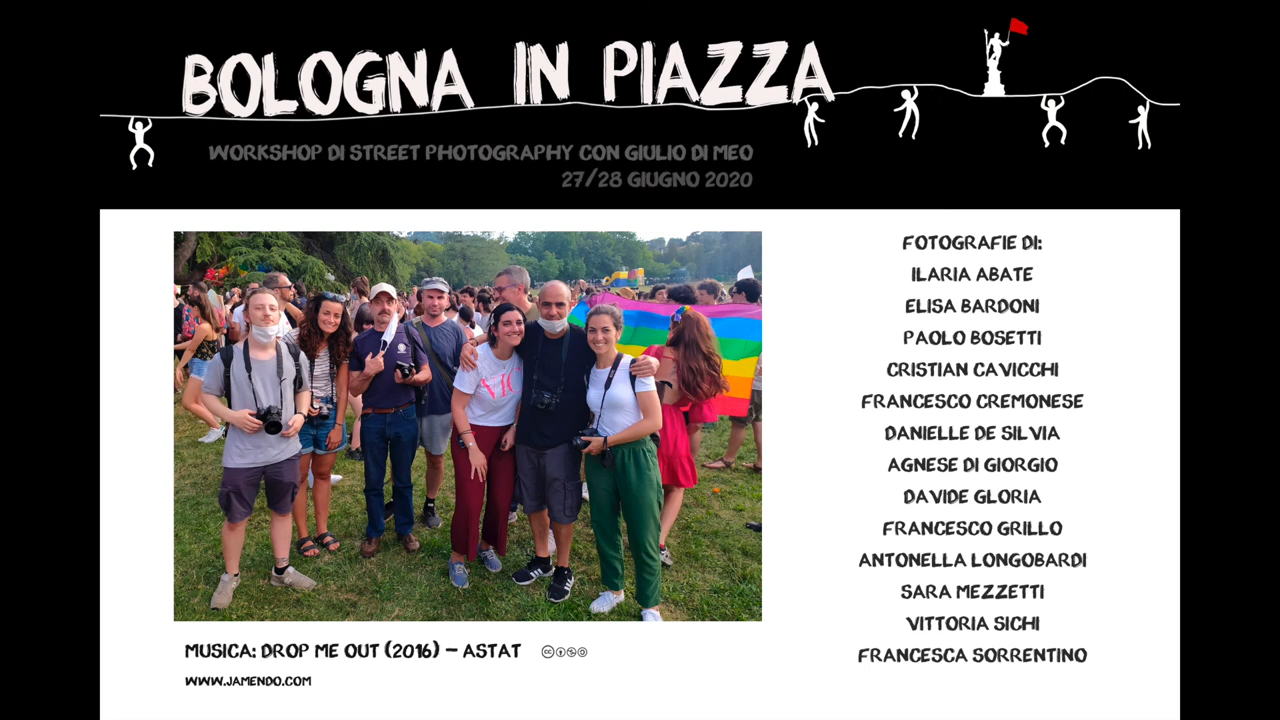 BOLOGNA IN PIAZZA
WORKSHOP DI STREET PHOTOGRAPHY CON GIULIO DI MEO
27/28 GIUGNO 2020
FOTOGRAFIE DI:
ILARIA ABATE
ELISA BARDONI
PAOLO BOSETTI
CRISTIAN CAVICCHI
FRANCESCO CREMONESE
DANIELLE DE SILVIA
AGNESE DI GIORGIO
DAVIDE GLORIA
FRANCESCO GRILLO
ANTONELLA LONGOBARDI
SARA MEZZETTI
VITTORIA SICHI
FRANCESCA SORRENTINO
MUSICA: DROP ME OUT (2016) – ASTAT
WWW.JAMENDO.COM